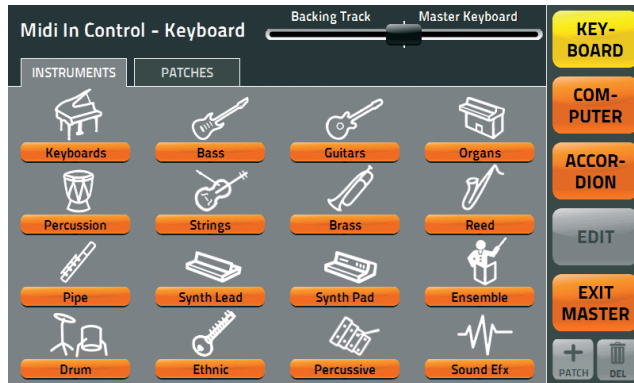 Midi In Control - Keyboard
Backing Track
Master Keyboard
INSTRUMENTS
PATCHES
Keyboards
Bass
Guitars
Organs
Percussion
Strings
Brass
Reed
Pipe
Synth Lead
Synth Pad
Ensemble
Drum
Ethnic
Percussive
Sound Efx
KEY-
BOARD
COM-
PUTER
ACCOR-
DION
EDIT
EXIT
MASTER
PATCH
DEL